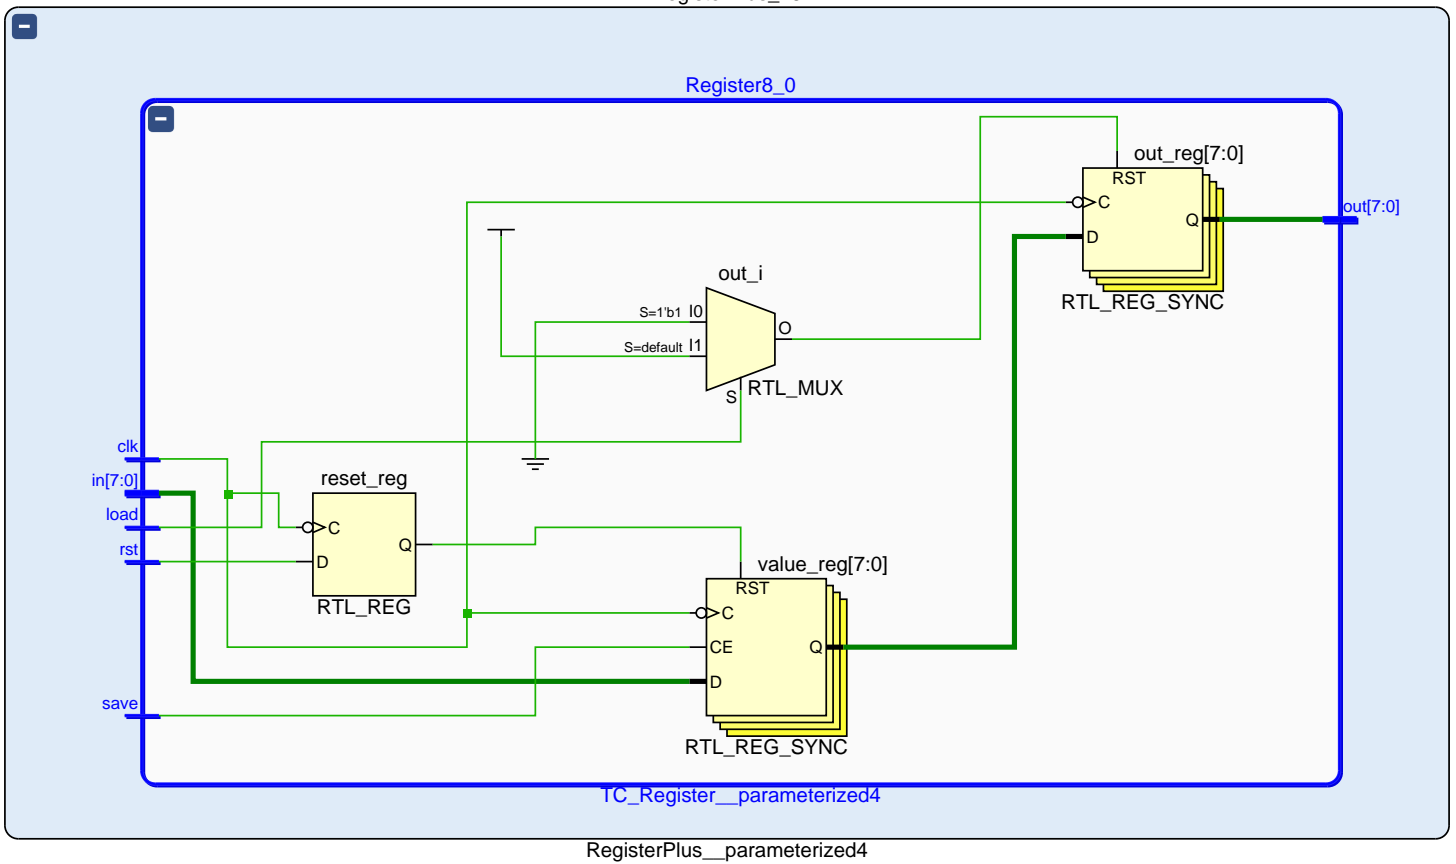 Register8_0
out_reg[7:0]
RST
C
out[7:0]
Q
D
out_i
RTL_REG_SYNC
S=1'b1 I0
O
S=default I1
RTL_MUX
S
clk
in[7:0]
reset_reg
load
C
Q
rst
D
value_reg[7:0]
RST
RTL_REG
C
CE
Q
D
save
RTL_REG_SYNC
TC_Register__parameterized4
RegisterPlus__parameterized4